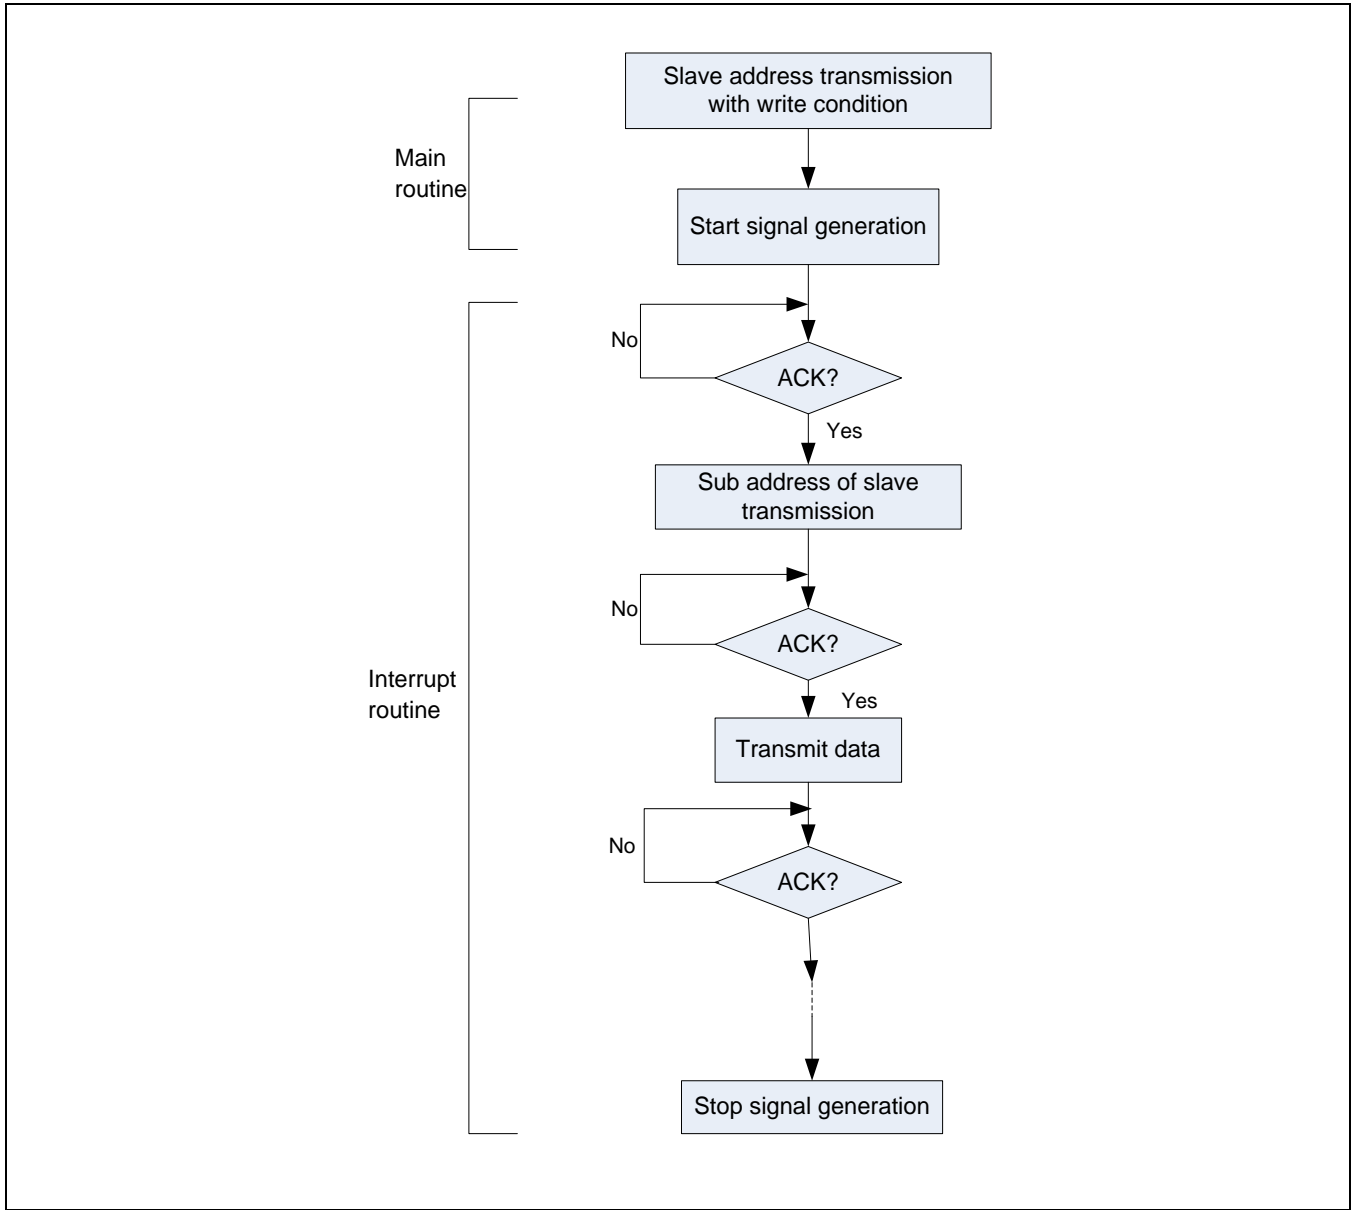 Slave address transmission
with write condition
Main
routine
Start signal generation
No
ACK?
Yes
Sub address of slave
transmission
No
ACK?
Interrupt
routine
Yes
Transmit data
No
ACK?
Stop signal generation